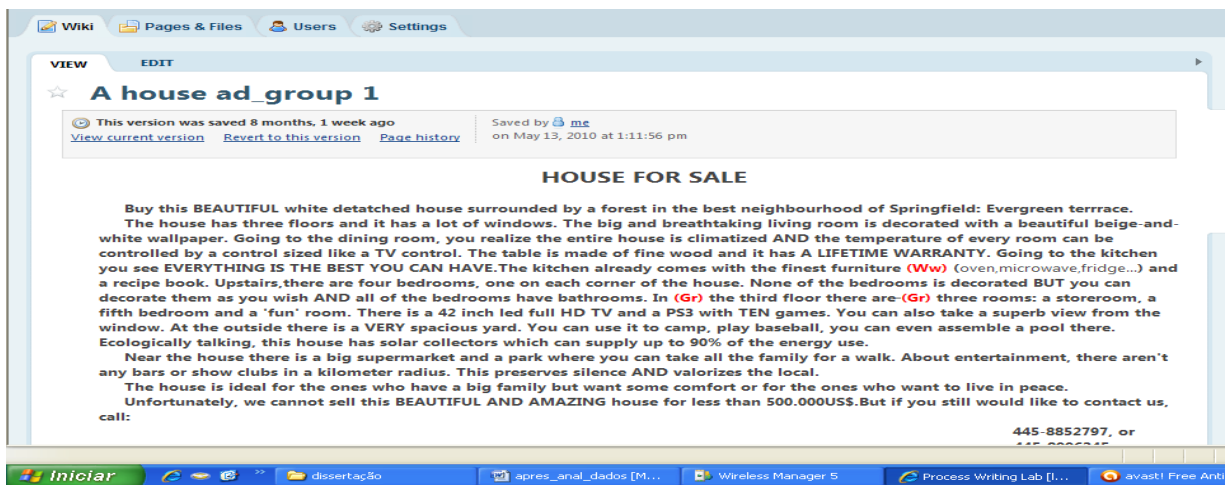 Wiki Pages & Files Users Settings
VIEW EDIT
A house ad_group 1
This version was saved 8 months, 1 week ago Saved by me
View current version Revert to this version Page history on May 13, 2010 at 1:11:56 pm
HOUSE FOR SALE
Buy this BEAUTIFUL white detatched house surrounded by a forest in the best neighbourhood of Springfield: Evergreen terrrace.
The house has three floors and it has a lot of windows. The big and breathtaking living room is decorated with a beautiful beige-and-
white wallpaper. Going to the dining room, you realize the entire house is climatized AND the temperature of every room can be
controlled by a control sized like a TV control. The table is made of fine wood and it has A LIFETIME WARRANTY. Going to the kitchen
you see EVERYTHING IS THE BEST YOU CAN HAVE.The kitchen already comes with the finest furniture (Ww) (oven,microwave,fridge...) and
a recipe book. Upstairs,there are four bedrooms, one on each corner of the house. None of the bedrooms is decorated BUT you can
decorate them as you wish AND all of the bedrooms have bathrooms. In (Gr) the third floor there are (Gr) three rooms: a storeroom, a
fifth bedroom and a 'fun' room. There is a 42 inch led full HD TV and a PS3 with TEN games. You can also take a superb view from the
window. At the outside there is a VERY spacious yard. You can use it to camp, play baseball, you can even assemble a pool there.
Ecologically talking, this house has solar collectors which can supply up to 90% of the energy use.
Near the house there is a big supermarket and a park where you can take all the family for a walk. About entertainment, there aren't
any bars or show clubs in a kilometer radius. This preserves silence AND valorizes the local.
The house is ideal for the ones who have a big family but want some comfort or for the ones who want to live in peace.
Unfortunately, we cannot sell this BEAUTIFUL AND AMAZING house for less than 500.000US$.But if you still would like to contact us,
call:
445-8852797, or
Iniciar dissertação apres_anal_dados [M... Wireless Manager 5 Process Writing Lab [I... avast! Free Anti